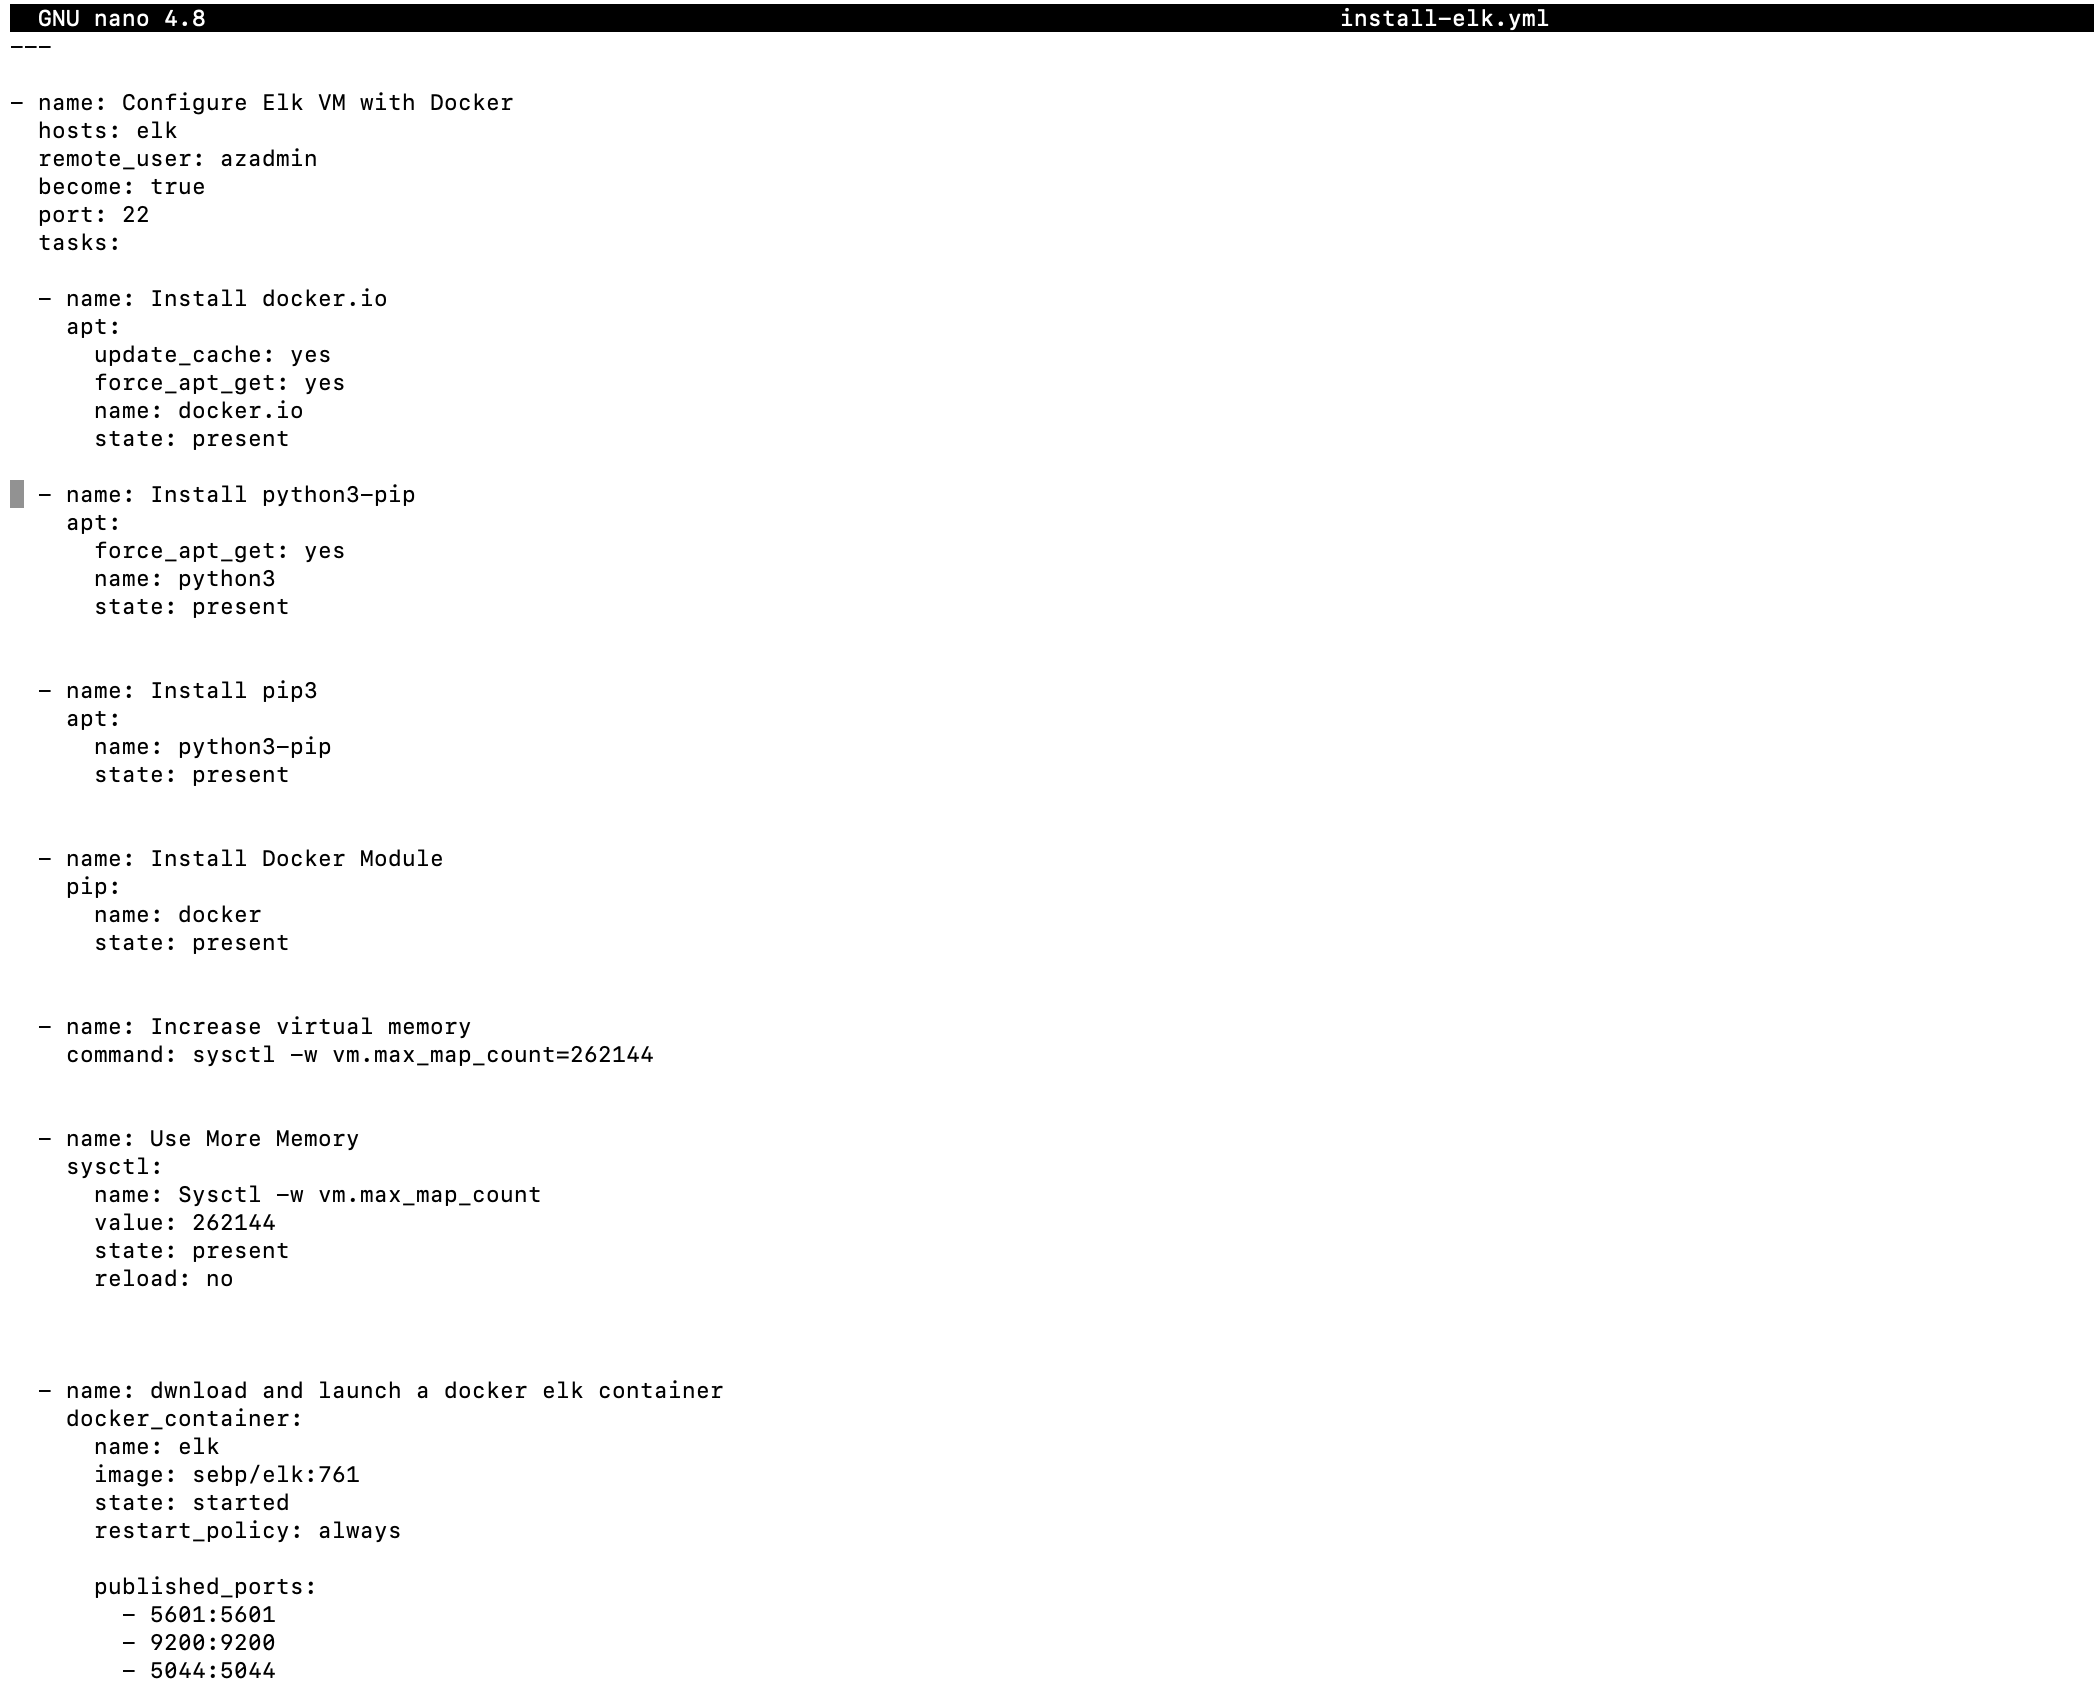 GNU nano 4.8 install-elk.yml
---
- name: Configure Elk VM with Docker
  hosts: elk
  remote_user: azadmin
  become: true
  port: 22
  tasks:
  - name: Install docker.io
    apt:
      update_cache: yes
      force_apt_get: yes
      name: docker.io
      state: present
  - name: Install python3-pip
    apt:
      force_apt_get: yes
      name: python3
      state: present
  - name: Install pip3
    apt:
      name: python3-pip
      state: present
  - name: Install Docker Module
    pip:
      name: docker
      state: present
  - name: Increase virtual memory
    command: sysctl -w vm.max_map_count=262144
  - name: Use More Memory
    sysctl:
      name: Sysctl -w vm.max_map_count
      value: 262144
      state: present
      reload: no
  - name: dwnload and launch a docker elk container
    docker_container:
      name: elk
      image: sebp/elk:761
      state: started
      restart_policy: always
      published_ports:
        - 5601:5601
        - 9200:9200
        - 5044:5044